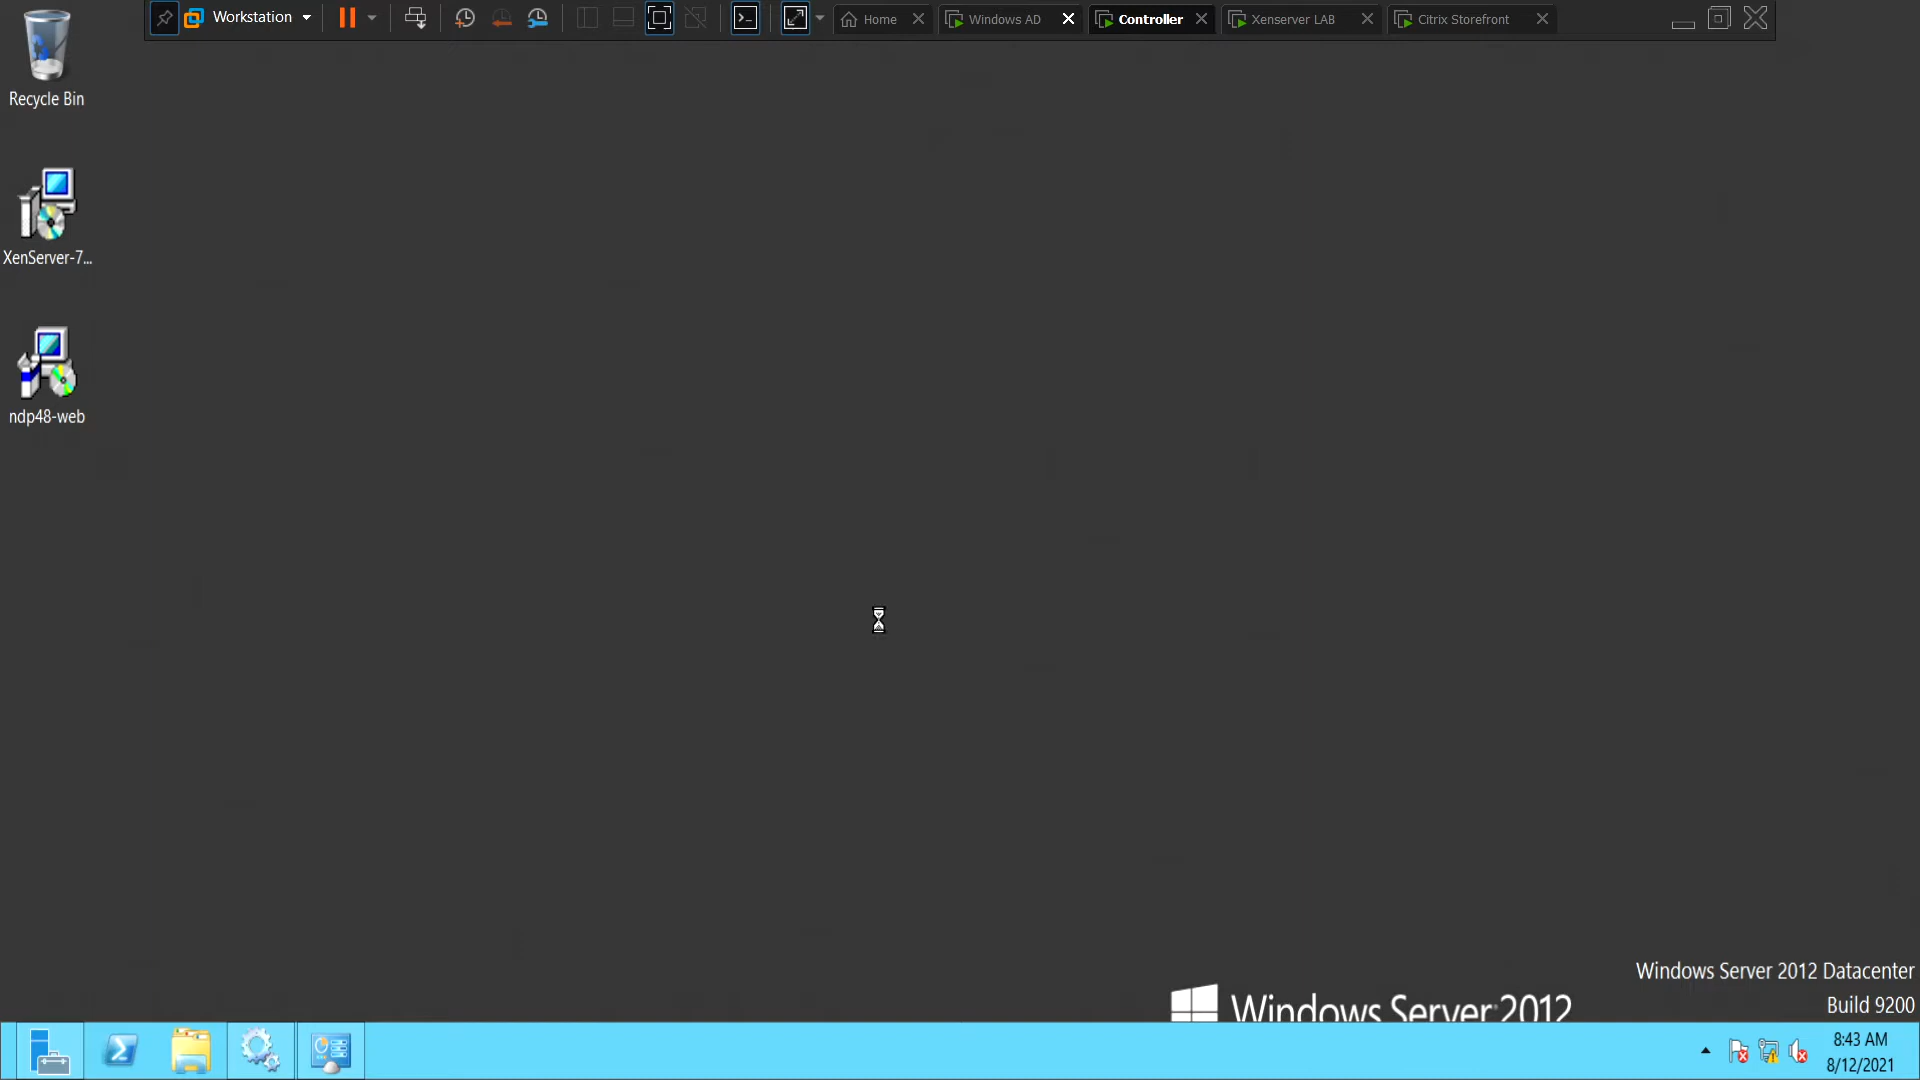 Workstation
Home
Windows AD
Controller
Xenserver LAB
Citrix Storefront
Recycle Bin
XenServer-7...
ndp48-web
Windows Server 2012 Datacenter
Windows Server 2012
Build 9200
8:43 AM
8/12/2021